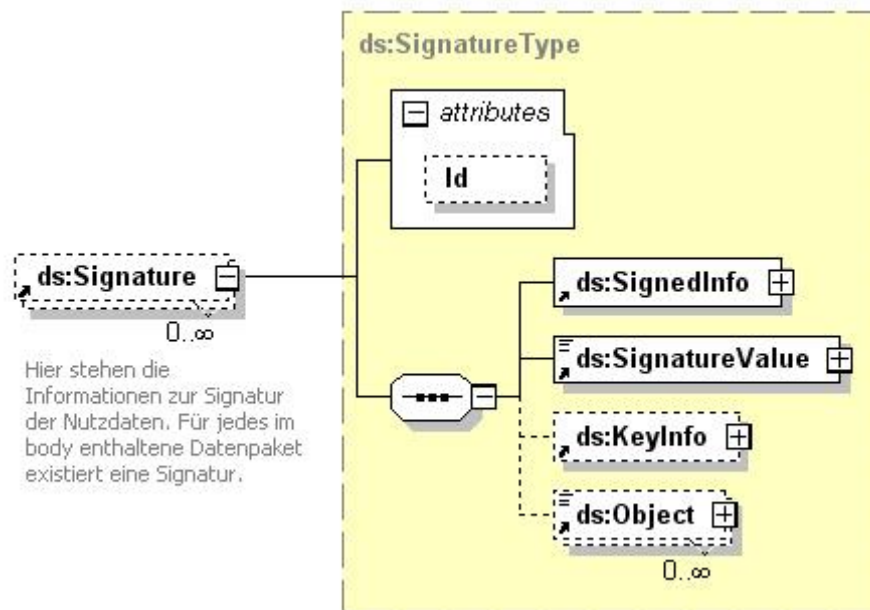 ds:SignatureType
attributes
Id
ds:Signature
0..∞
Hier stehen die
Informationen zur Signatur
der Nutzdaten. Für jedes im
body enthaltene Datenpaket
existiert eine Signatur.
ds:SignedInfo
ds:SignatureValue
ds:KeyInfo
ds:Object
0..∞